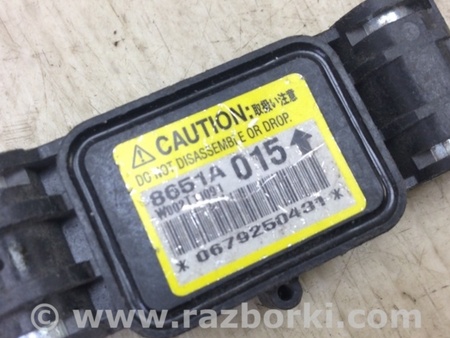 ⚠ CAUTION:取扱い注意
DO NOT DISASSEMBLE OR DROP.
8651A 015↑
*0679250431*
© www.razborki.com